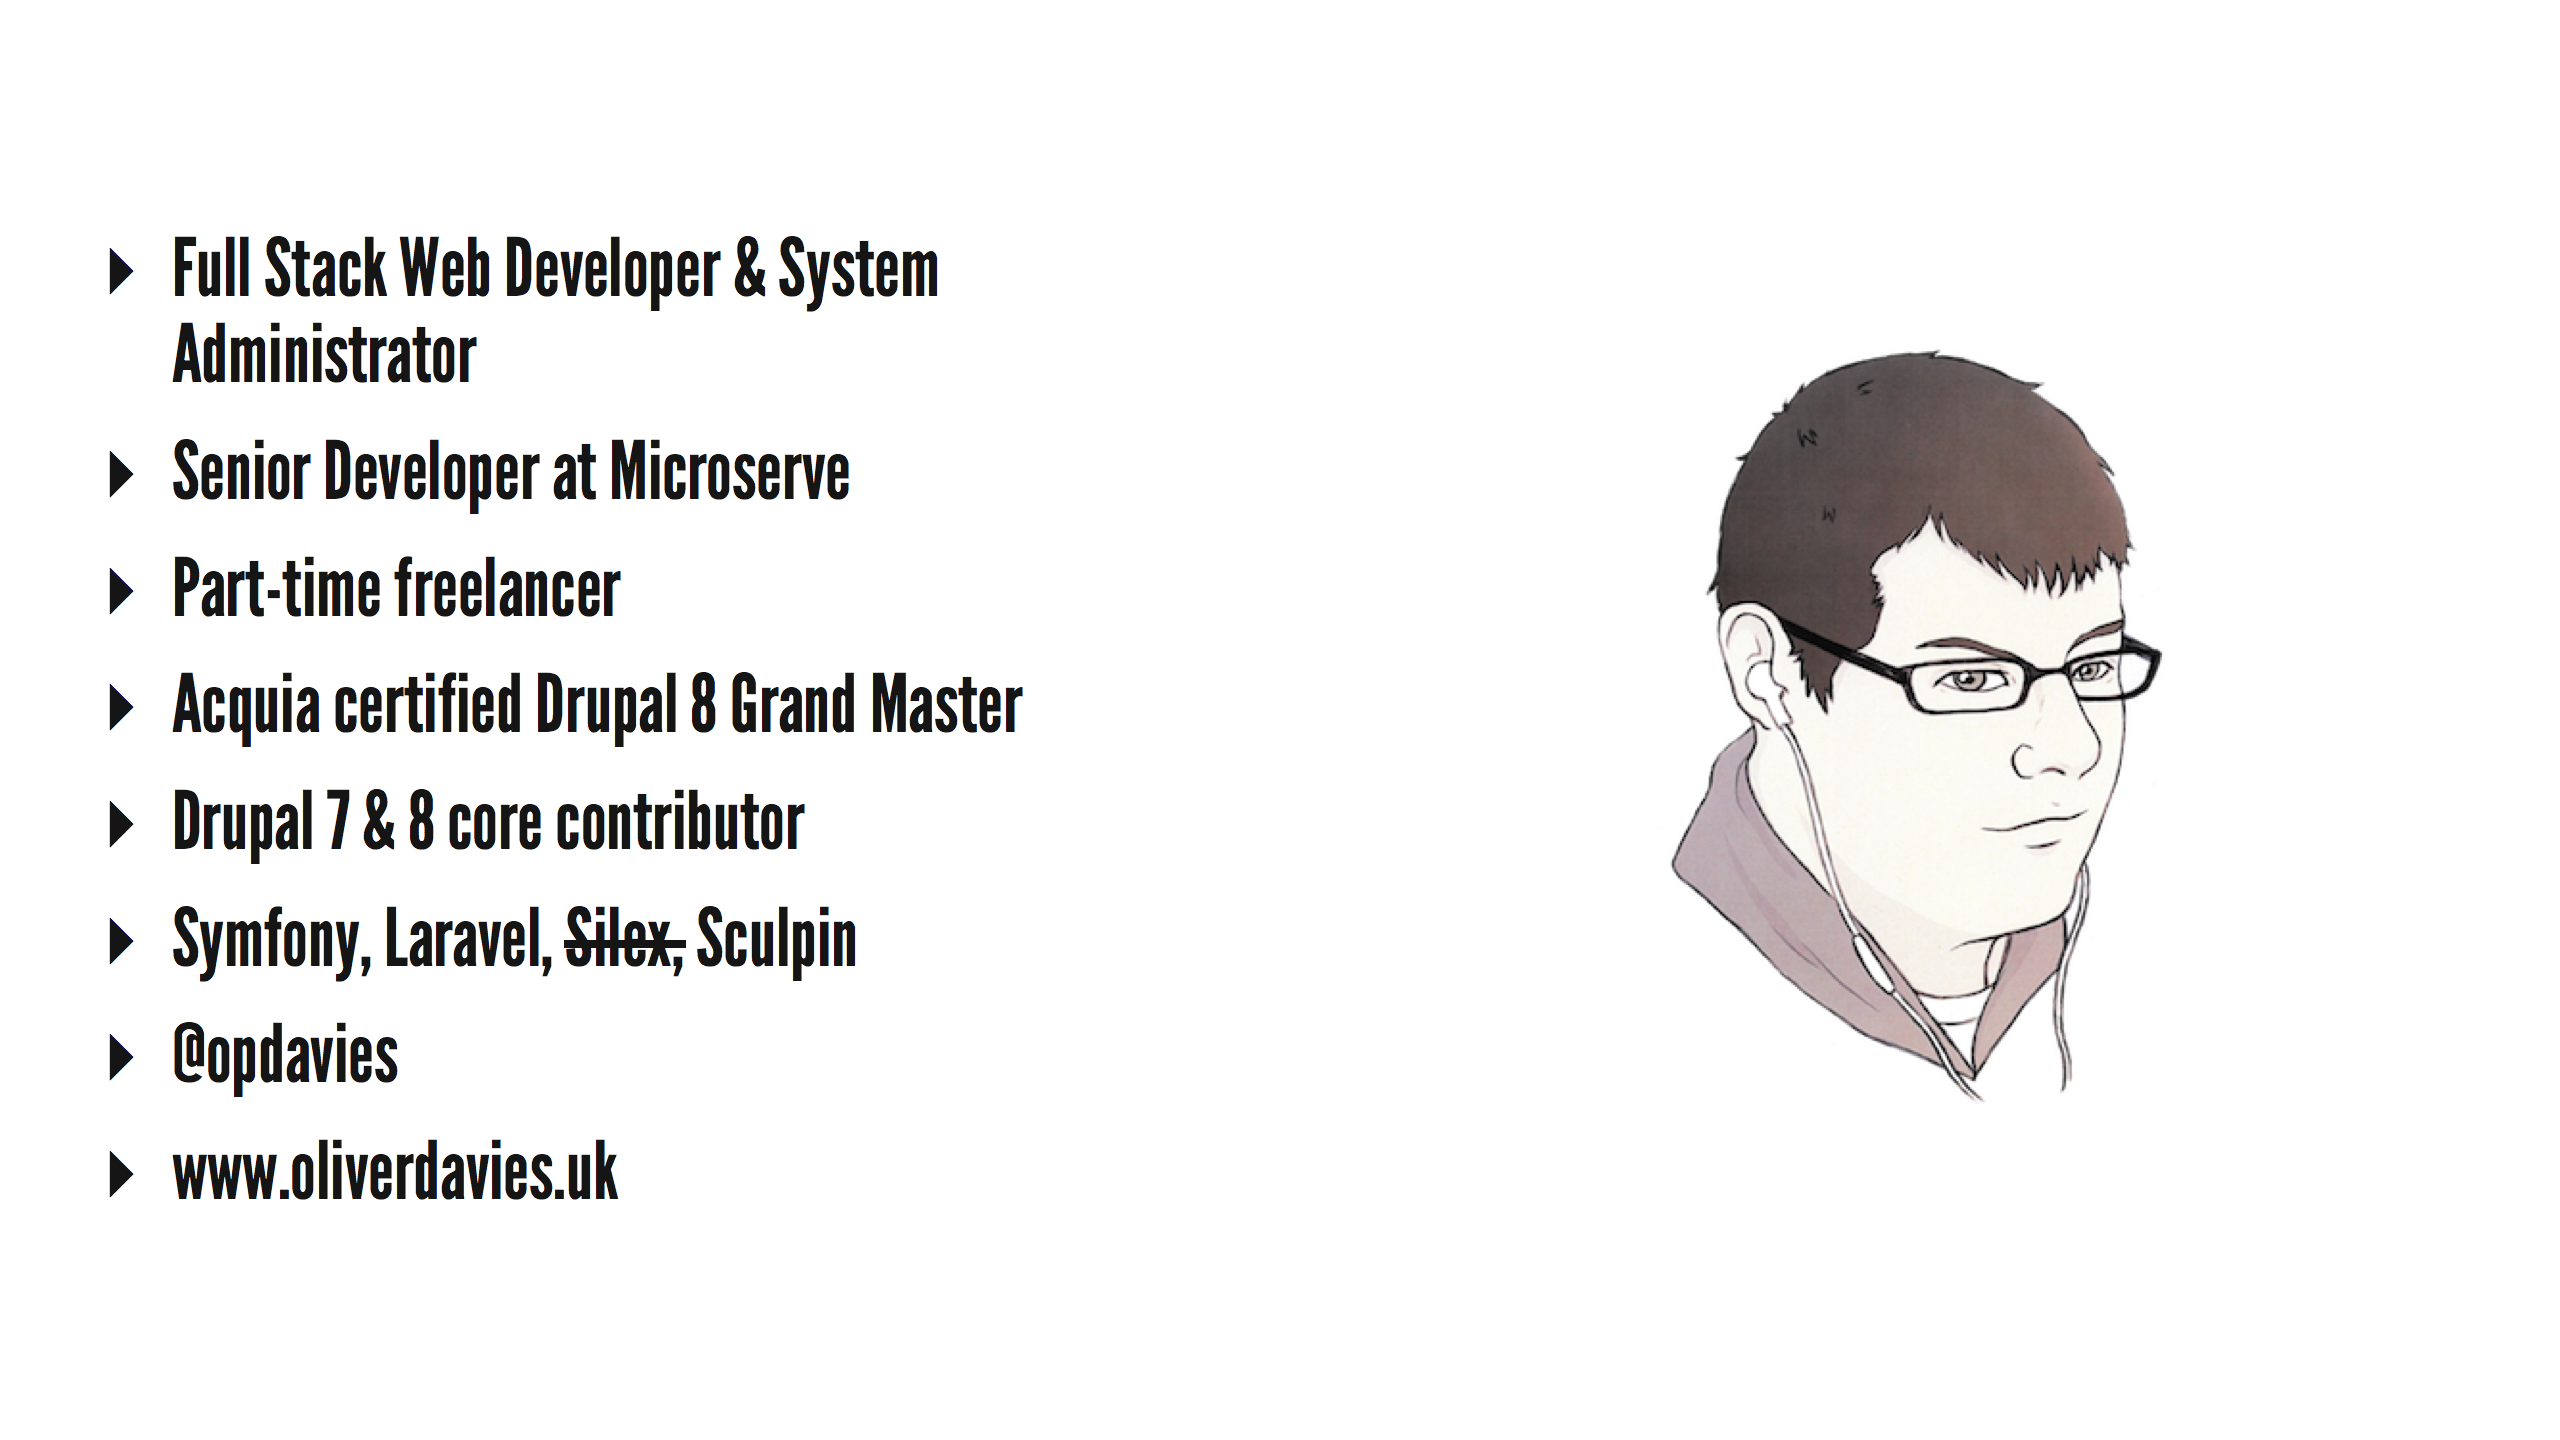 Full Stack Web Developer & System
Administrator
Senior Developer at Microserve
Part-time freelancer
Acquia certified Drupal 8 Grand Master
Drupal 7 & 8 core contributor
Symfony, Laravel, Silex, Sculpin
@opdavies
www.oliverdavies.uk